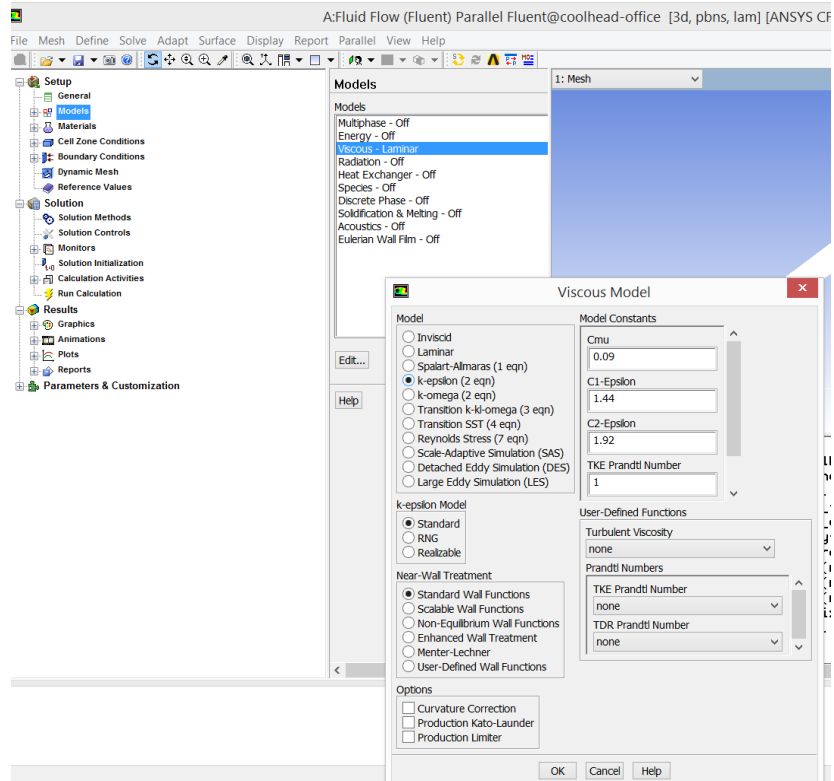 A:Fluid Flow (Fluent) Parallel Fluent@coolhead-office [3d, pbns, lam] [ANSYS CF
File Mesh Define Solve Adapt Surface Display Report Parallel View Help
Setup
General
Models
Materials
Cell Zone Conditions
Boundary Conditions
Dynamic Mesh
Reference Values
Solution
Solution Methods
Solution Controls
Monitors
Solution Initialization
Calculation Activities
Run Calculation
Results
Graphics
Animations
Plots
Reports
Parameters & Customization
Models
Models
Multiphase - Off
Energy - Off
Viscous - Laminar
Radiation - Off
Heat Exchanger - Off
Species - Off
Discrete Phase - Off
Solidification & Melting - Off
Acoustics - Off
Eulerian Wall Film - Off
Edit...
Help
1: Mesh
Viscous Model
Model
Inviscid
Laminar
Spalart-Allmaras (1 eqn)
k-epsilon (2 eqn)
k-omega (2 eqn)
Transition k-kl-omega (3 eqn)
Transition SST (4 eqn)
Reynolds Stress (7 eqn)
Scale-Adaptive Simulation (SAS)
Detached Eddy Simulation (DES)
Large Eddy Simulation (LES)
k-epsilon Model
Standard
RNG
Realizable
Near-Wall Treatment
Standard Wall Functions
Scalable Wall Functions
Non-Equilibrium Wall Functions
Enhanced Wall Treatment
Menter-Lechner
User-Defined Wall Functions
Options
Curvature Correction
Production Kato-Launder
Production Limiter
Model Constants
Cmu
0.09
C1-Epsilon
1.44
C2-Epsilon
1.92
TKE Prandtl Number
1
User-Defined Functions
Turbulent Viscosity
none
Prandtl Numbers
TKE Prandtl Number
none
TDR Prandtl Number
none
OK Cancel Help